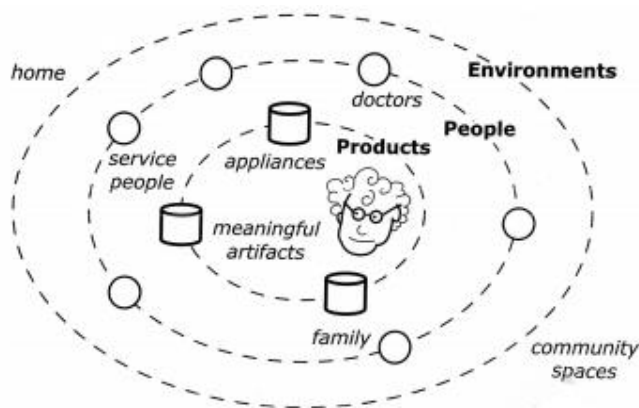 home
Environments
doctors
People
service
people
appliances
Products
meaningful
artifacts
family
community
spaces